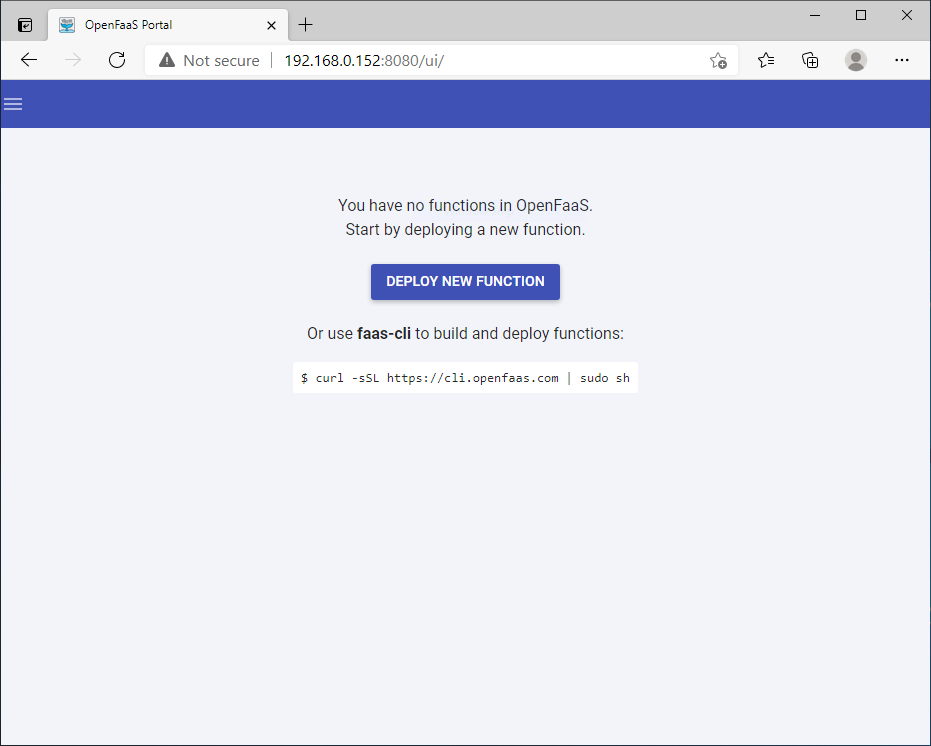 OpenFaaS Portal
Not secure
192.168.0.152:8080/ui/
You have no functions in OpenFaaS.
Start by deploying a new function.
DEPLOY NEW FUNCTION
Or use faas-cli to build and deploy functions:
$ curl -sSL https://cli.openfaas.com | sudo sh